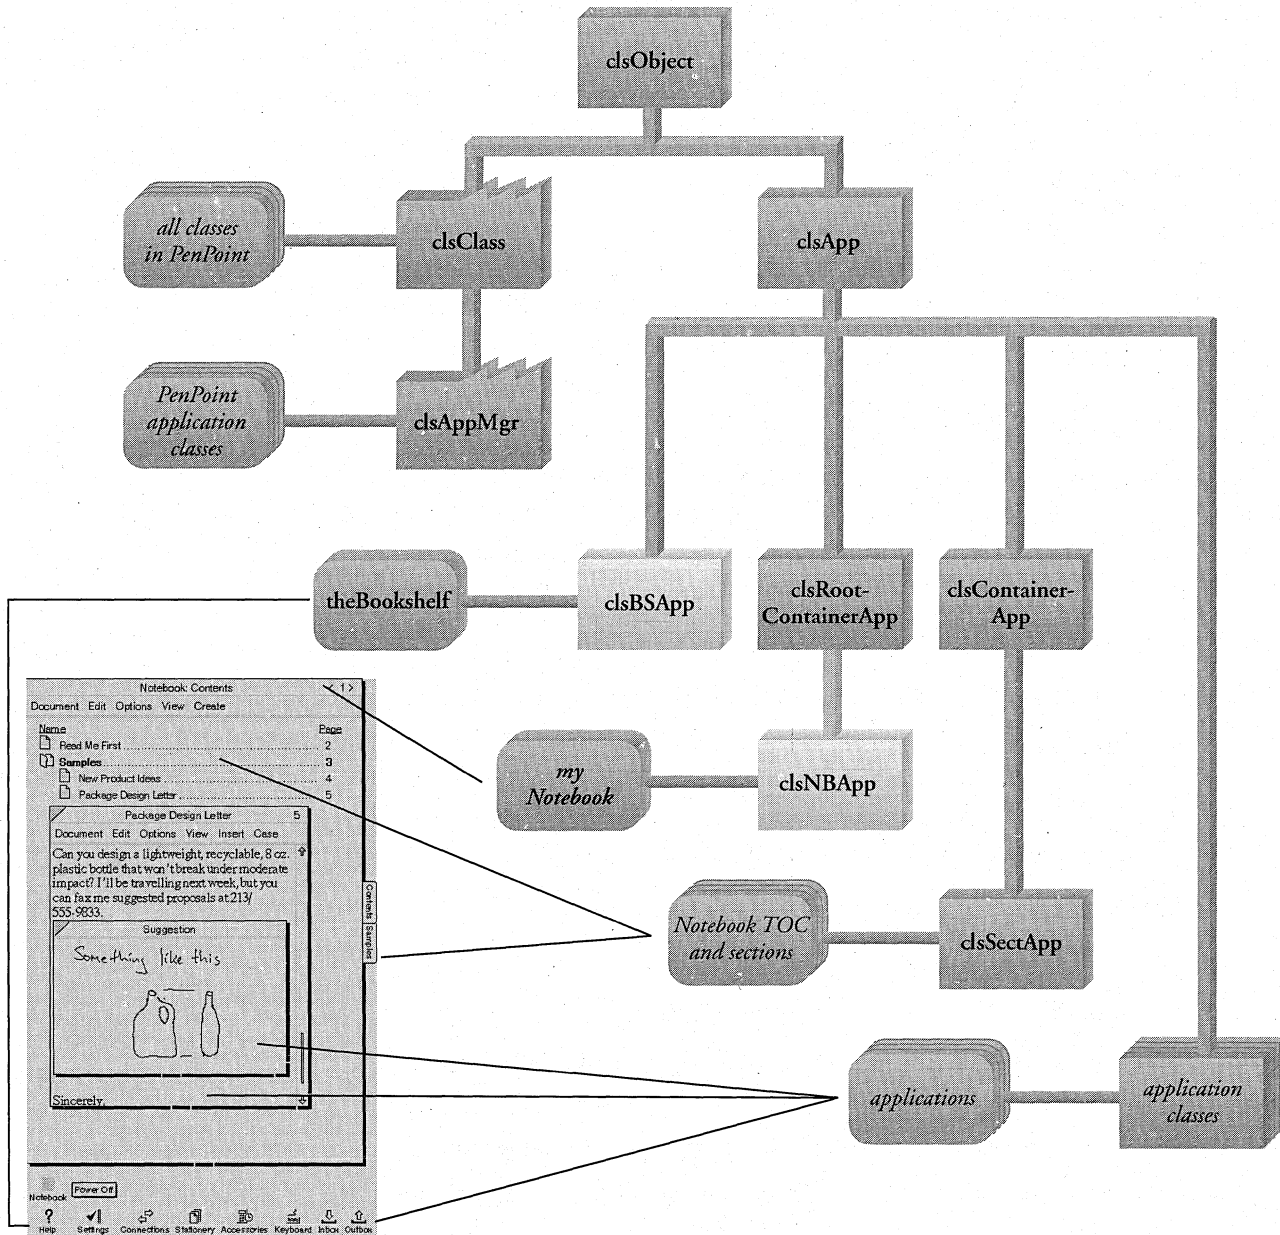 clsObject
all classes
in PenPoint
clsClass
clsApp
PenPoint
application
classes
clsAppMgr
theBookshelf
clsBSApp
clsRoot-
ContainerApp
clsContainer-
App
my
Notebook
clsNBApp
Notebook TOC
and sections
clsSectApp
applications
application
classes
Notebook: Contents < 1 >
Document Edit Options View Create
Name Page
Read Me First 2
Samples 3
New Product Ideas 4
Package Design Letter 5
Package Design Letter 5
Document Edit Options View Insert Case
Can you design a lightweight, recyclable, 8 oz.
plastic bottle that won't break under moderate
impact? I'll be travelling next week, but you
can fax me suggested proposals at 213/
555-9833.
Suggestion
Something like this
Sincerely,
Contents
Samples
Notebook
Power Off
Help Settings Connections Stationery Accessories Keyboard Inbox Outbox